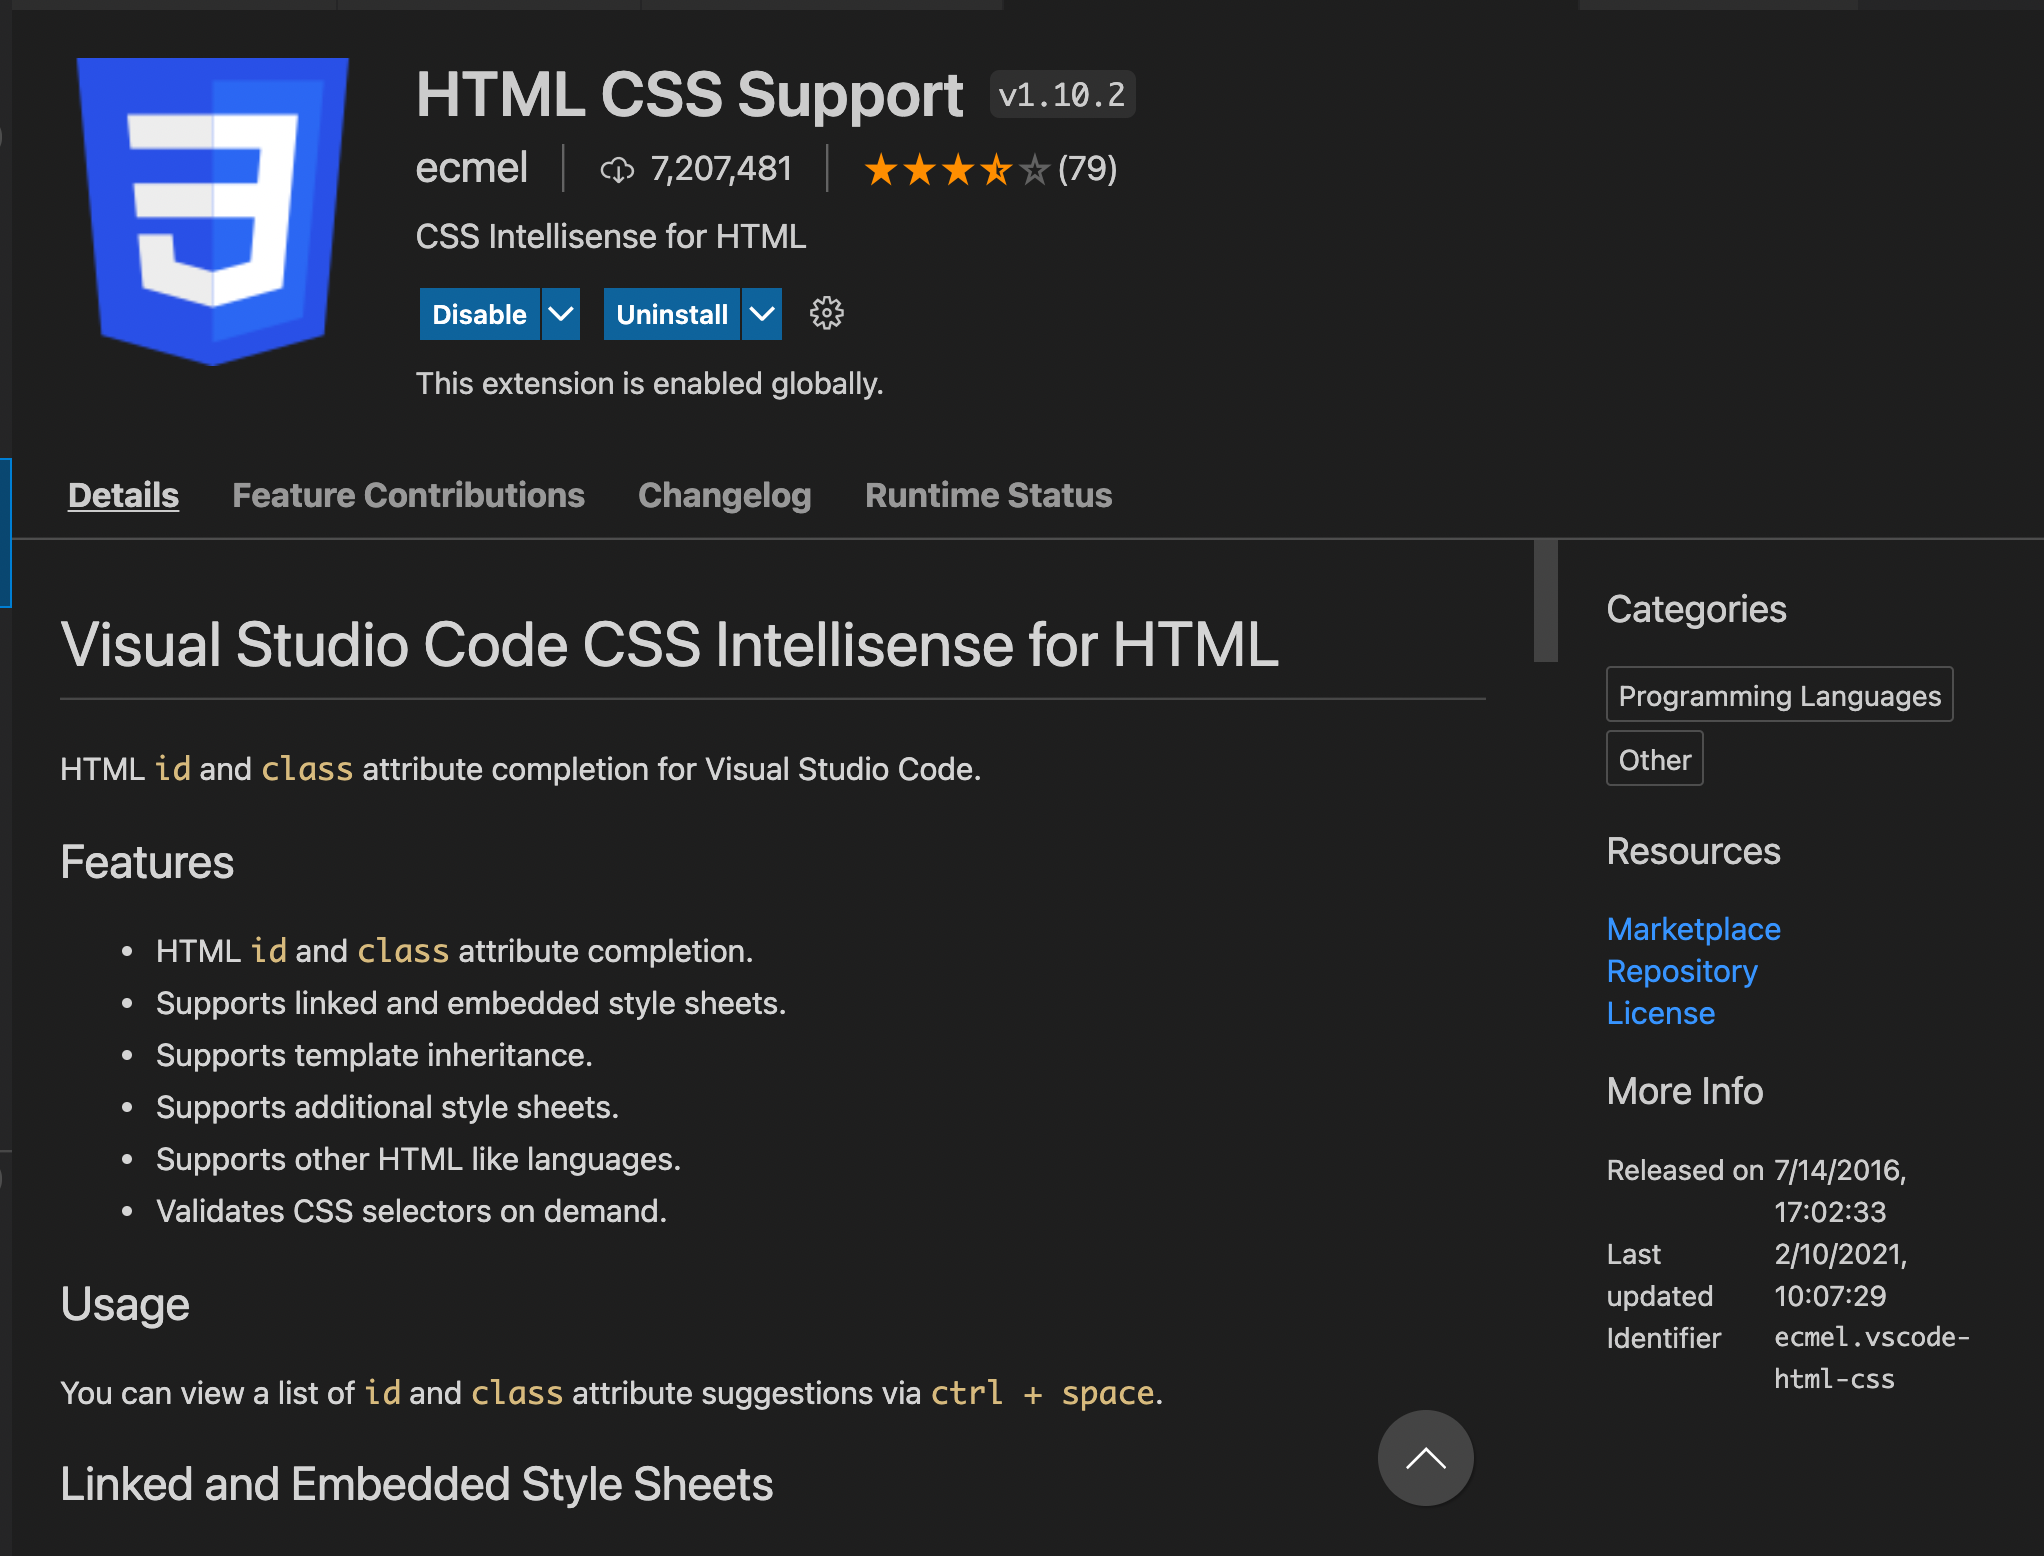 HTML CSS Support v1.10.2
ecmel 7,207,481 (79)
CSS Intellisense for HTML
Disable Uninstall
This extension is enabled globally.
Details Feature Contributions Changelog Runtime Status
Visual Studio Code CSS Intellisense for HTML
HTML id and class attribute completion for Visual Studio Code.
Features
• HTML id and class attribute completion.
• Supports linked and embedded style sheets.
• Supports template inheritance.
• Supports additional style sheets.
• Supports other HTML like languages.
• Validates CSS selectors on demand.
Usage
You can view a list of id and class attribute suggestions via ctrl + space.
Linked and Embedded Style Sheets
Categories
Programming Languages
Other
Resources
Marketplace
Repository
License
More Info
Released on 7/14/2016,
17:02:33
Last 2/10/2021,
updated 10:07:29
Identifier ecmel.vscode-
html-css